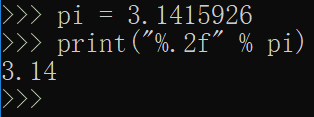 >>> pi = 3.1415926
>>> print("%.2f" % pi)
3.14
>>>